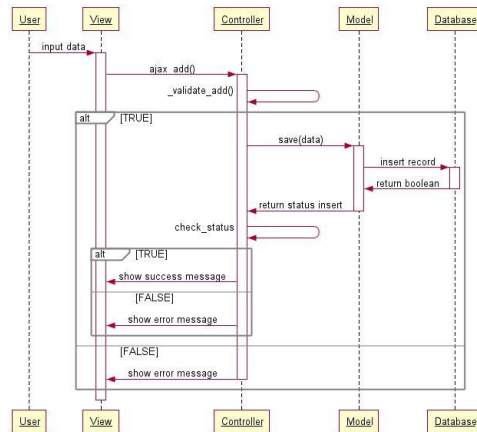 User View Controller Model Database
input data
ajax_add()
_validate_add()
alt [TRUE]
save(data)
insert record
return boolean
return status insert
check_status
alt [TRUE]
show success message
[FALSE]
show error message
[FALSE]
show error message
User View Controller Model Database